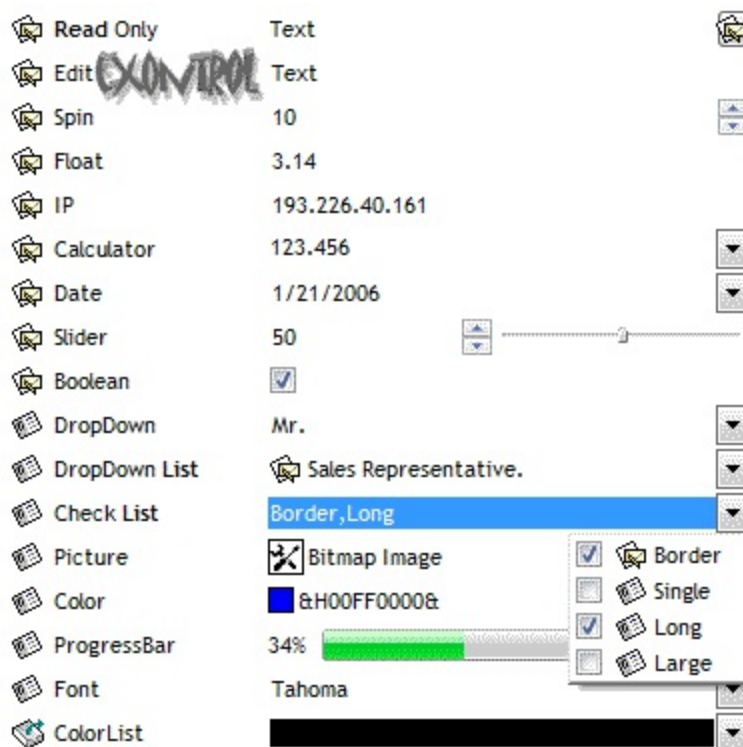 Read Only Text
Edit EXONTROL Text
Spin 10
Float 3.14
IP 193.226.40.161
Calculator 123.456
Date 1/21/2006
Slider 50
Boolean
DropDown Mr.
DropDown List Sales Representative.
Check List Border,Long
Picture Bitmap Image
Border
Color &H00FF0000&
Single
ProgressBar 34%
Long
Font Tahoma
Large
ColorList